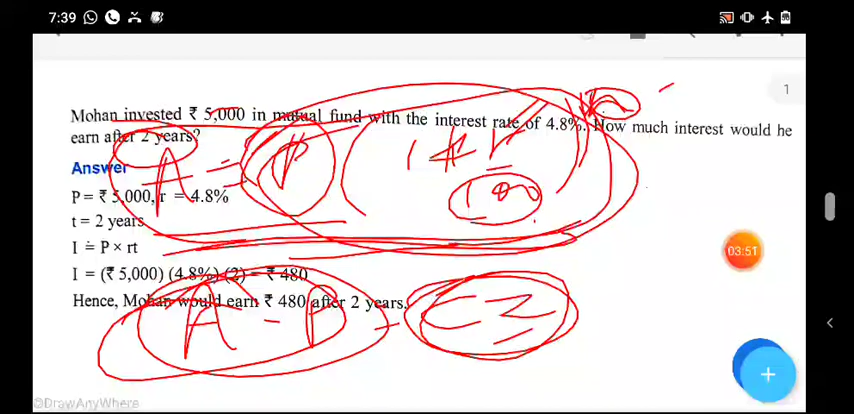 7:39
1
Mohan invested ₹ 5,000 in mutual fund with the interest rate of 4.8%. How much interest would he
earn after 2 years?
Answer
P = ₹ 5,000, r = 4.8%
t = 2 years
I = P × rt
I = (₹ 5,000) (4.8%) (2) = ₹ 480
Hence, Mohan would earn ₹ 480 after 2 years.
A = P (1 + r
100)n
A - P = CI
03:51
@DrawAnyWhere